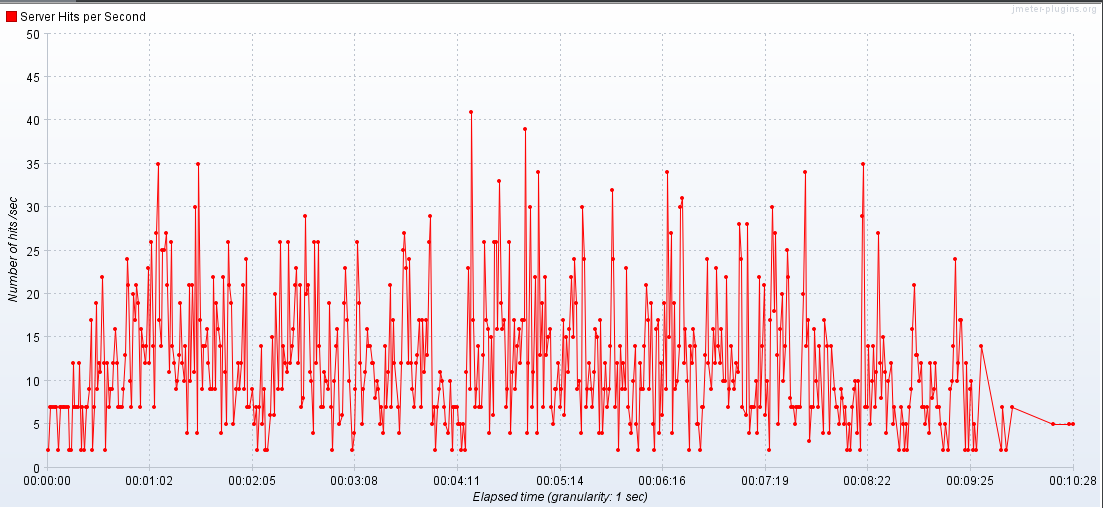 Server Hits per Second
jmeter-plugins.org
50
45
40
35
30
25
20
15
10
5
0
Number of hits /sec
00:00:00 00:01:02 00:02:05 00:03:08 00:04:11 00:05:14 00:06:16 00:07:19 00:08:22 00:09:25 00:10:28
Elapsed time (granularity: 1 sec)